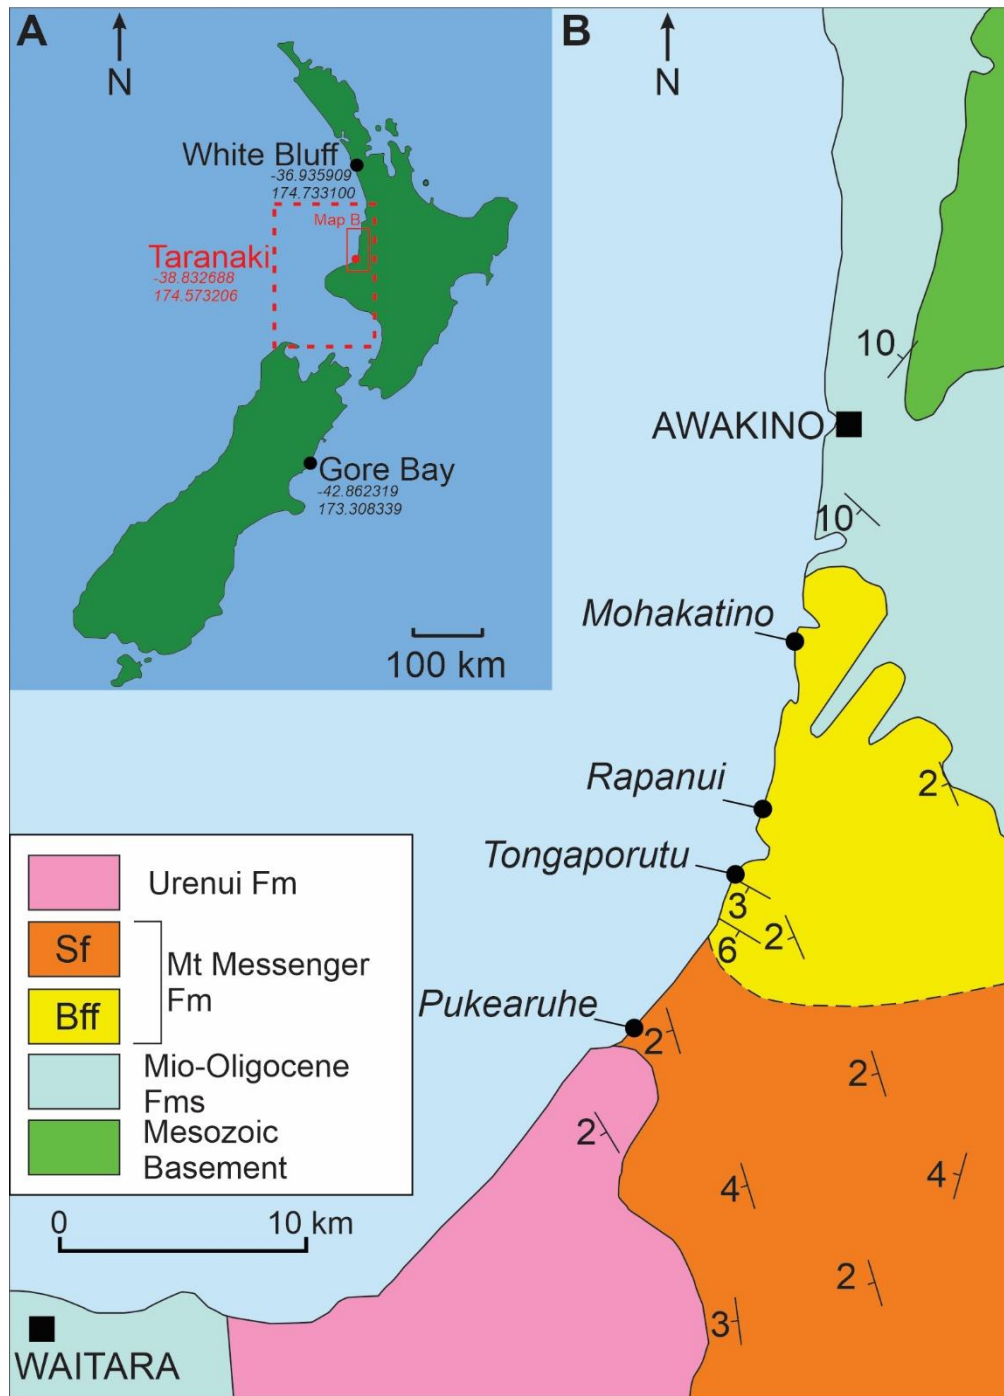 A
N
White Bluff
-36.935909
174.733100
Map B
Taranaki
-38.832688
174.573206
Gore Bay
-42.862319
173.308339
100 km
B
N
10
AWAKINO
10
Mohakatino
Rapanui
2
Tongaporutu
3
6
2
Pukearuhe
2
2
2
4
4
2
3
Urenui Fm
Sf
Bff
Mt Messenger
Fm
Mio-Oligocene
Fms
Mesozoic
Basement
0
10 km
WAITARA